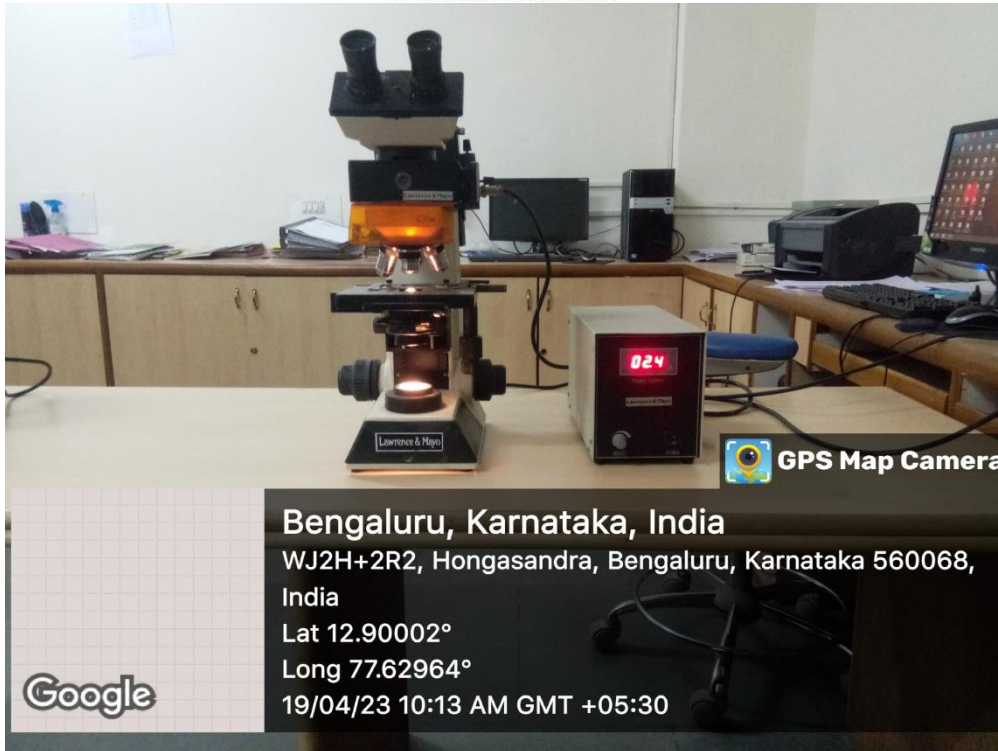 Lawrence & Mayo
024
Lawrence & Mayo
Lawrence & Mayo
GPS Map Camera
Bengaluru, Karnataka, India
WJ2H+2R2, Hongasandra, Bengaluru, Karnataka 560068,
India
Lat 12.90002°
Long 77.62964°
19/04/23 10:13 AM GMT +05:30
Google